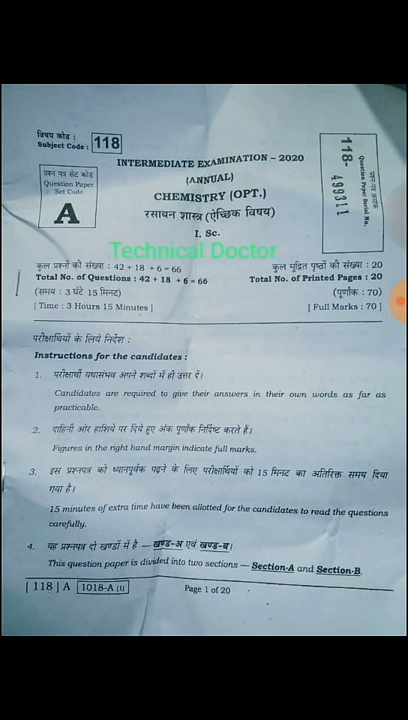 विषय कोड :
Subject Code : 118
प्रश्न पत्र सेट कोड
Question Paper
Set Code
A
INTERMEDIATE EXAMINATION – 2020
(ANNUAL)
CHEMISTRY (OPT.)
रसायन शास्त्र (ऐच्छिक विषय)
I. Sc.
Question Paper Serial No.
118-
499311
Technical Doctor
कुल प्रश्नों की संख्या : 42 + 18 + 6 = 66
Total No. of Questions : 42 + 18 + 6 = 66
(समय : 3 घंटे 15 मिनट)
[ Time : 3 Hours 15 Minutes ]
कुल मुद्रित पृष्ठों की संख्या : 20
Total No. of Printed Pages : 20
(पूर्णांक : 70)
[ Full Marks : 70 ]
परीक्षार्थियों के लिये निर्देश :
Instructions for the candidates :
1. परीक्षार्थी यथासंभव अपने शब्दों में ही उत्तर दें।
Candidates are required to give their answers in their own words as far as
practicable.
2. दाहिनी ओर हाशिये पर दिये हुए अंक पूर्णांक निर्दिष्ट करते हैं।
Figures in the right hand margin indicate full marks.
3. इस प्रश्नपत्र को ध्यानपूर्वक पढ़ने के लिए परीक्षार्थियों को 15 मिनट का अतिरिक्त समय दिया
गया है।
15 minutes of extra time have been allotted for the candidates to read the questions
carefully.
4. यह प्रश्नपत्र दो खण्डों में है — खण्ड-अ एवं खण्ड-ब।
This question paper is divided into two sections — Section-A and Section-B.
[ 118 ] A 1018-A (1) Page 1 of 20